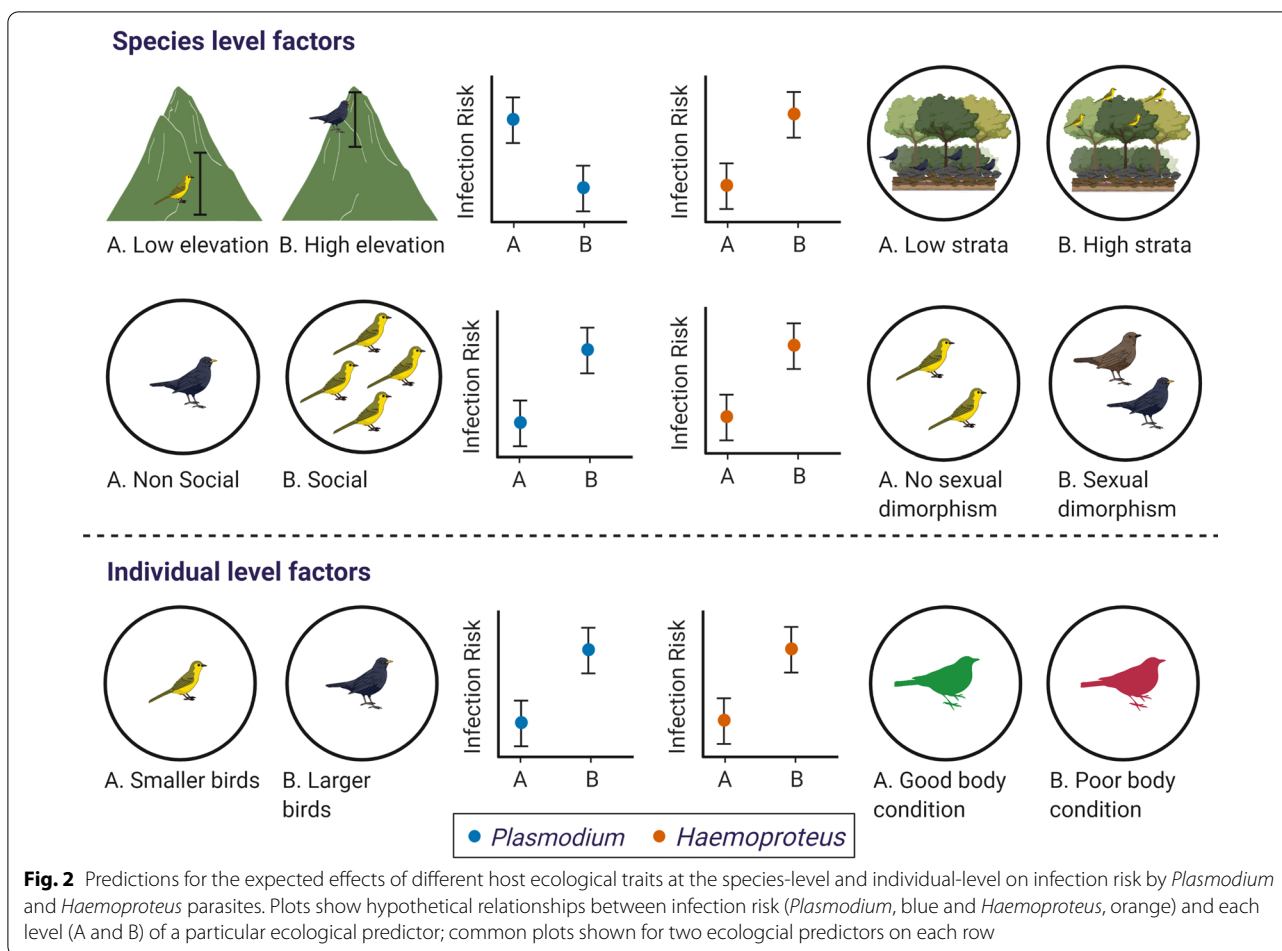 Species level factors
Infection Risk
A
B
Infection Risk
A
B
A. Low elevation
B. High elevation
A. Low strata
B. High strata
Infection Risk
A
B
Infection Risk
A
B
A. Non Social
B. Social
A. No sexual
dimorphism
B. Sexual
dimorphism
Individual level factors
Infection Risk
A
B
Infection Risk
A
B
A. Smaller birds
B. Larger
birds
A. Good body
condition
B. Poor body
condition
Plasmodium
Haemoproteus
Fig. 2 Predictions for the expected effects of different host ecological traits at the species-level and individual-level on infection risk by Plasmodium
and Haemoproteus parasites. Plots show hypothetical relationships between infection risk (Plasmodium, blue and Haemoproteus, orange) and each
level (A and B) of a particular ecological predictor; common plots shown for two ecologcial predictors on each row